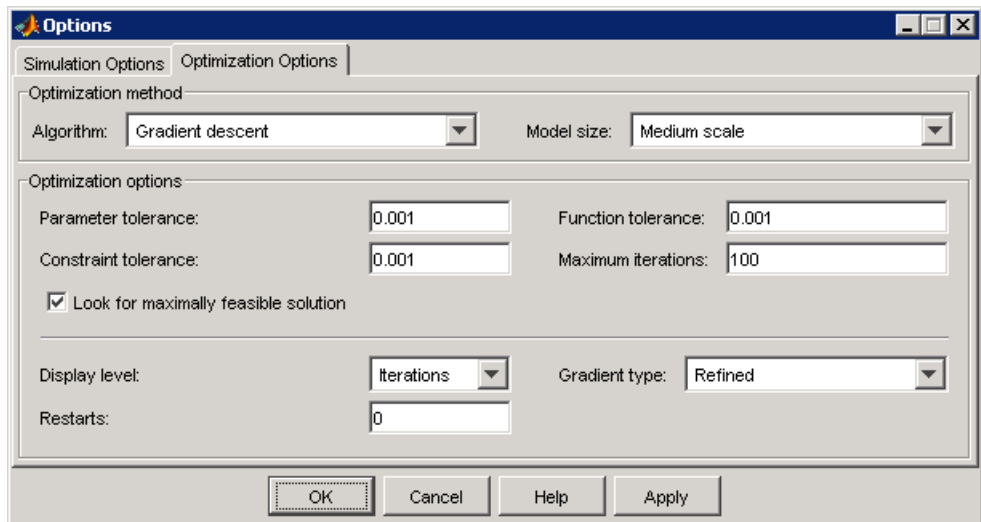 Options
Simulation Options Optimization Options
Optimization method
Algorithm: Gradient descent Model size: Medium scale
Optimization options
Parameter tolerance: 0.001 Function tolerance: 0.001
Constraint tolerance: 0.001 Maximum iterations: 100
Look for maximally feasible solution
Display level: Iterations Gradient type: Refined
Restarts: 0
OK Cancel Help Apply